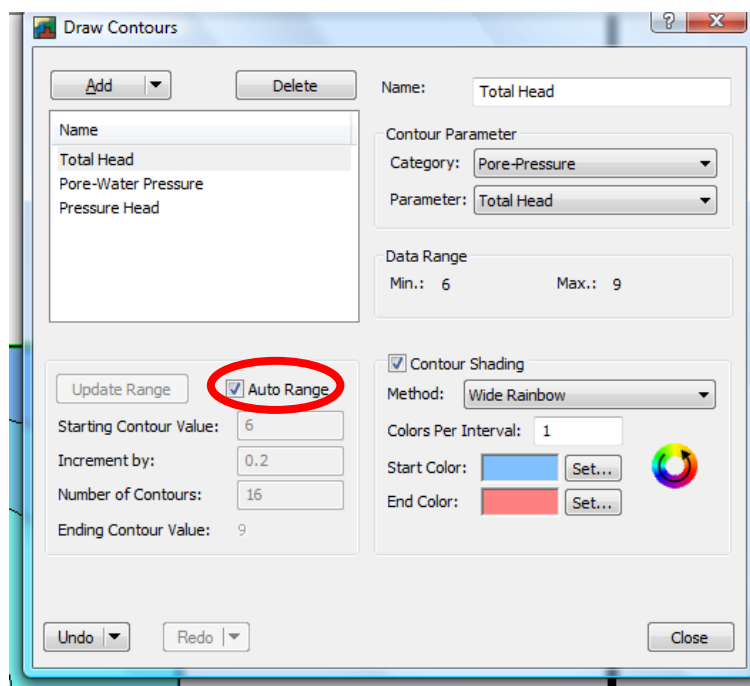 Draw Contours
?
X
Add
Delete
Name
Total Head
Pore-Water Pressure
Pressure Head
Name: Total Head
Contour Parameter
Category: Pore-Pressure
Parameter: Total Head
Data Range
Min.: 6 Max.: 9
Update Range
Auto Range
Starting Contour Value: 6
Increment by: 0.2
Number of Contours: 16
Ending Contour Value: 9
Contour Shading
Method: Wide Rainbow
Colors Per Interval: 1
Start Color: Set...
End Color: Set...
Undo
Redo
Close